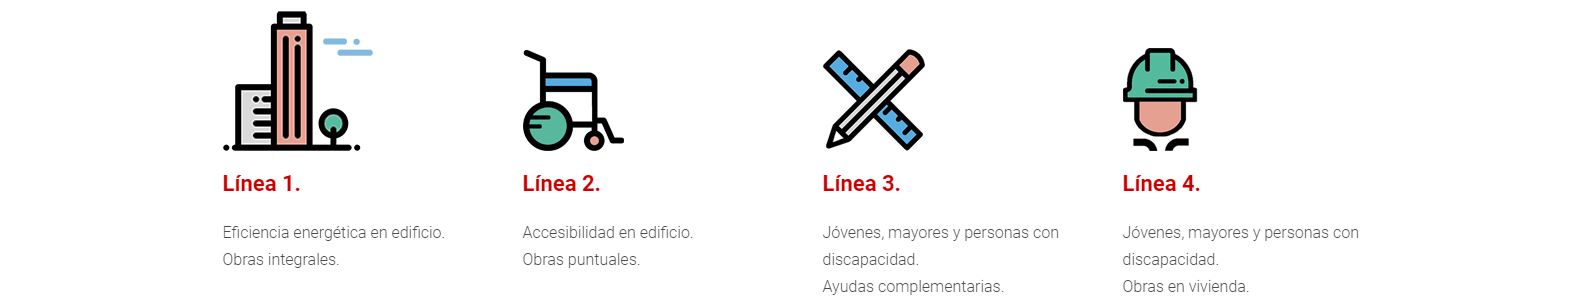 Línea 1.
Eficiencia energética en edificio.
Obras integrales.
Línea 2.
Accesibilidad en edificio.
Obras puntuales.
Línea 3.
Jóvenes, mayores y personas con
discapacidad.
Ayudas complementarias.
Línea 4.
Jóvenes, mayores y personas con
discapacidad.
Obras en vivienda.